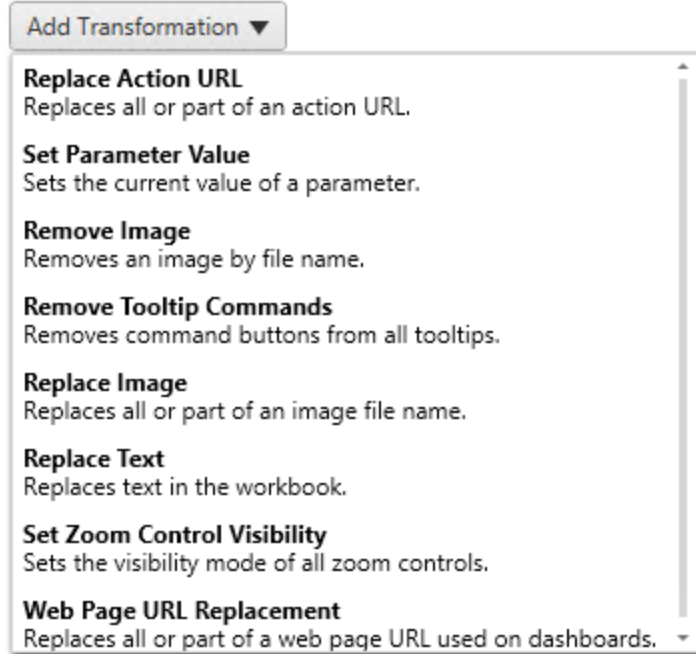 Add Transformation
Replace Action URL
Replaces all or part of an action URL.
Set Parameter Value
Sets the current value of a parameter.
Remove Image
Removes an image by file name.
Remove Tooltip Commands
Removes command buttons from all tooltips.
Replace Image
Replaces all or part of an image file name.
Replace Text
Replaces text in the workbook.
Set Zoom Control Visibility
Sets the visibility mode of all zoom controls.
Web Page URL Replacement
Replaces all or part of a web page URL used on dashboards.